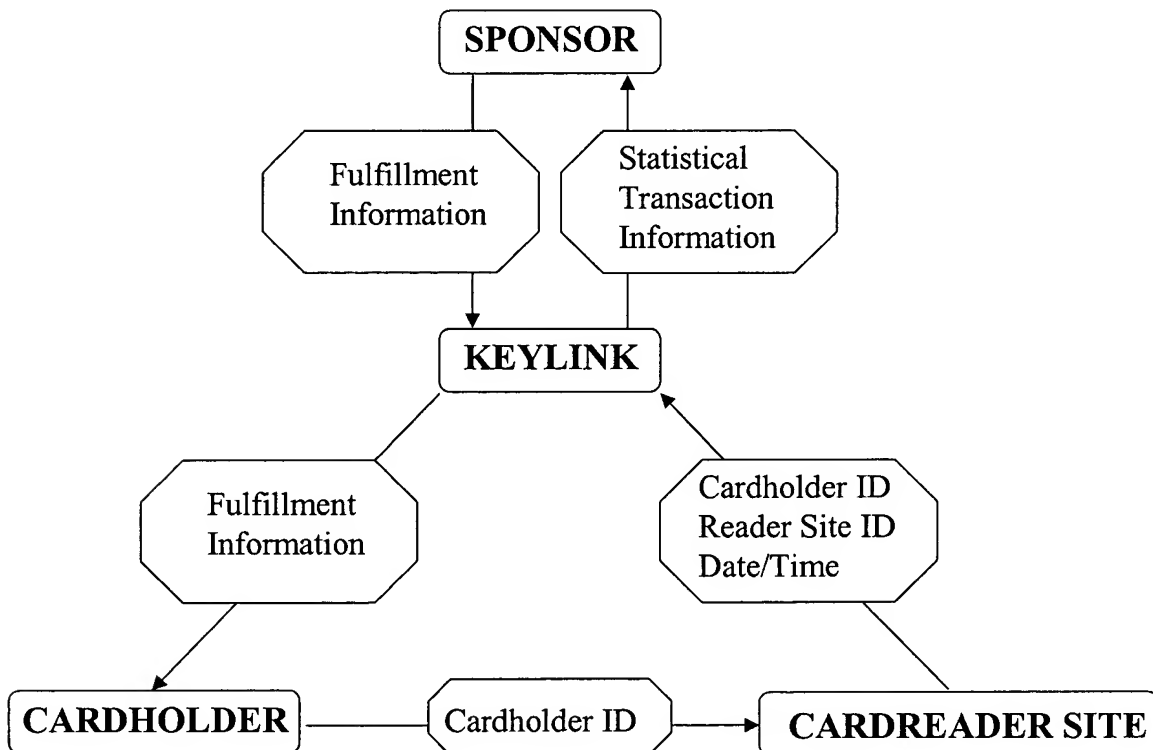 SPONSOR
Fulfillment
Information
Statistical
Transaction
Information
KEYLINK
Fulfillment
Information
Cardholder ID
Reader Site ID
Date/Time
CARDHOLDER
Cardholder ID
CARDREADER SITE